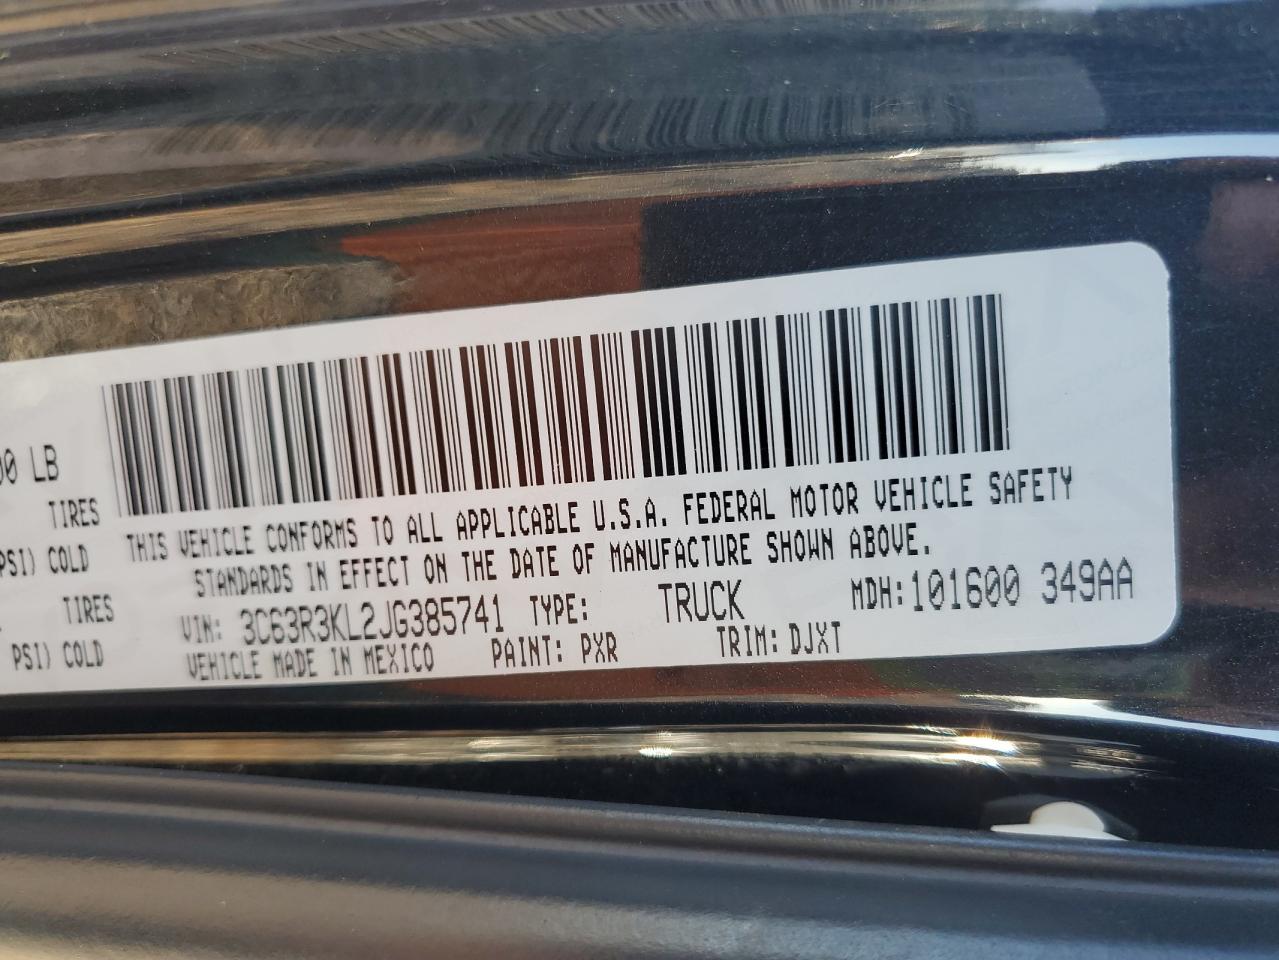 00 LB
TIRES
PSI) COLD
TIRES
PSI) COLD
THIS VEHICLE CONFORMS TO ALL APPLICABLE U.S.A. FEDERAL MOTOR VEHICLE SAFETY
STANDARDS IN EFFECT ON THE DATE OF MANUFACTURE SHOWN ABOVE.
VIN: 3C63R3KL2JG385741 TYPE: TRUCK MDH: 101600 349AA
VEHICLE MADE IN MEXICO PAINT: PXR TRIM: DJXT